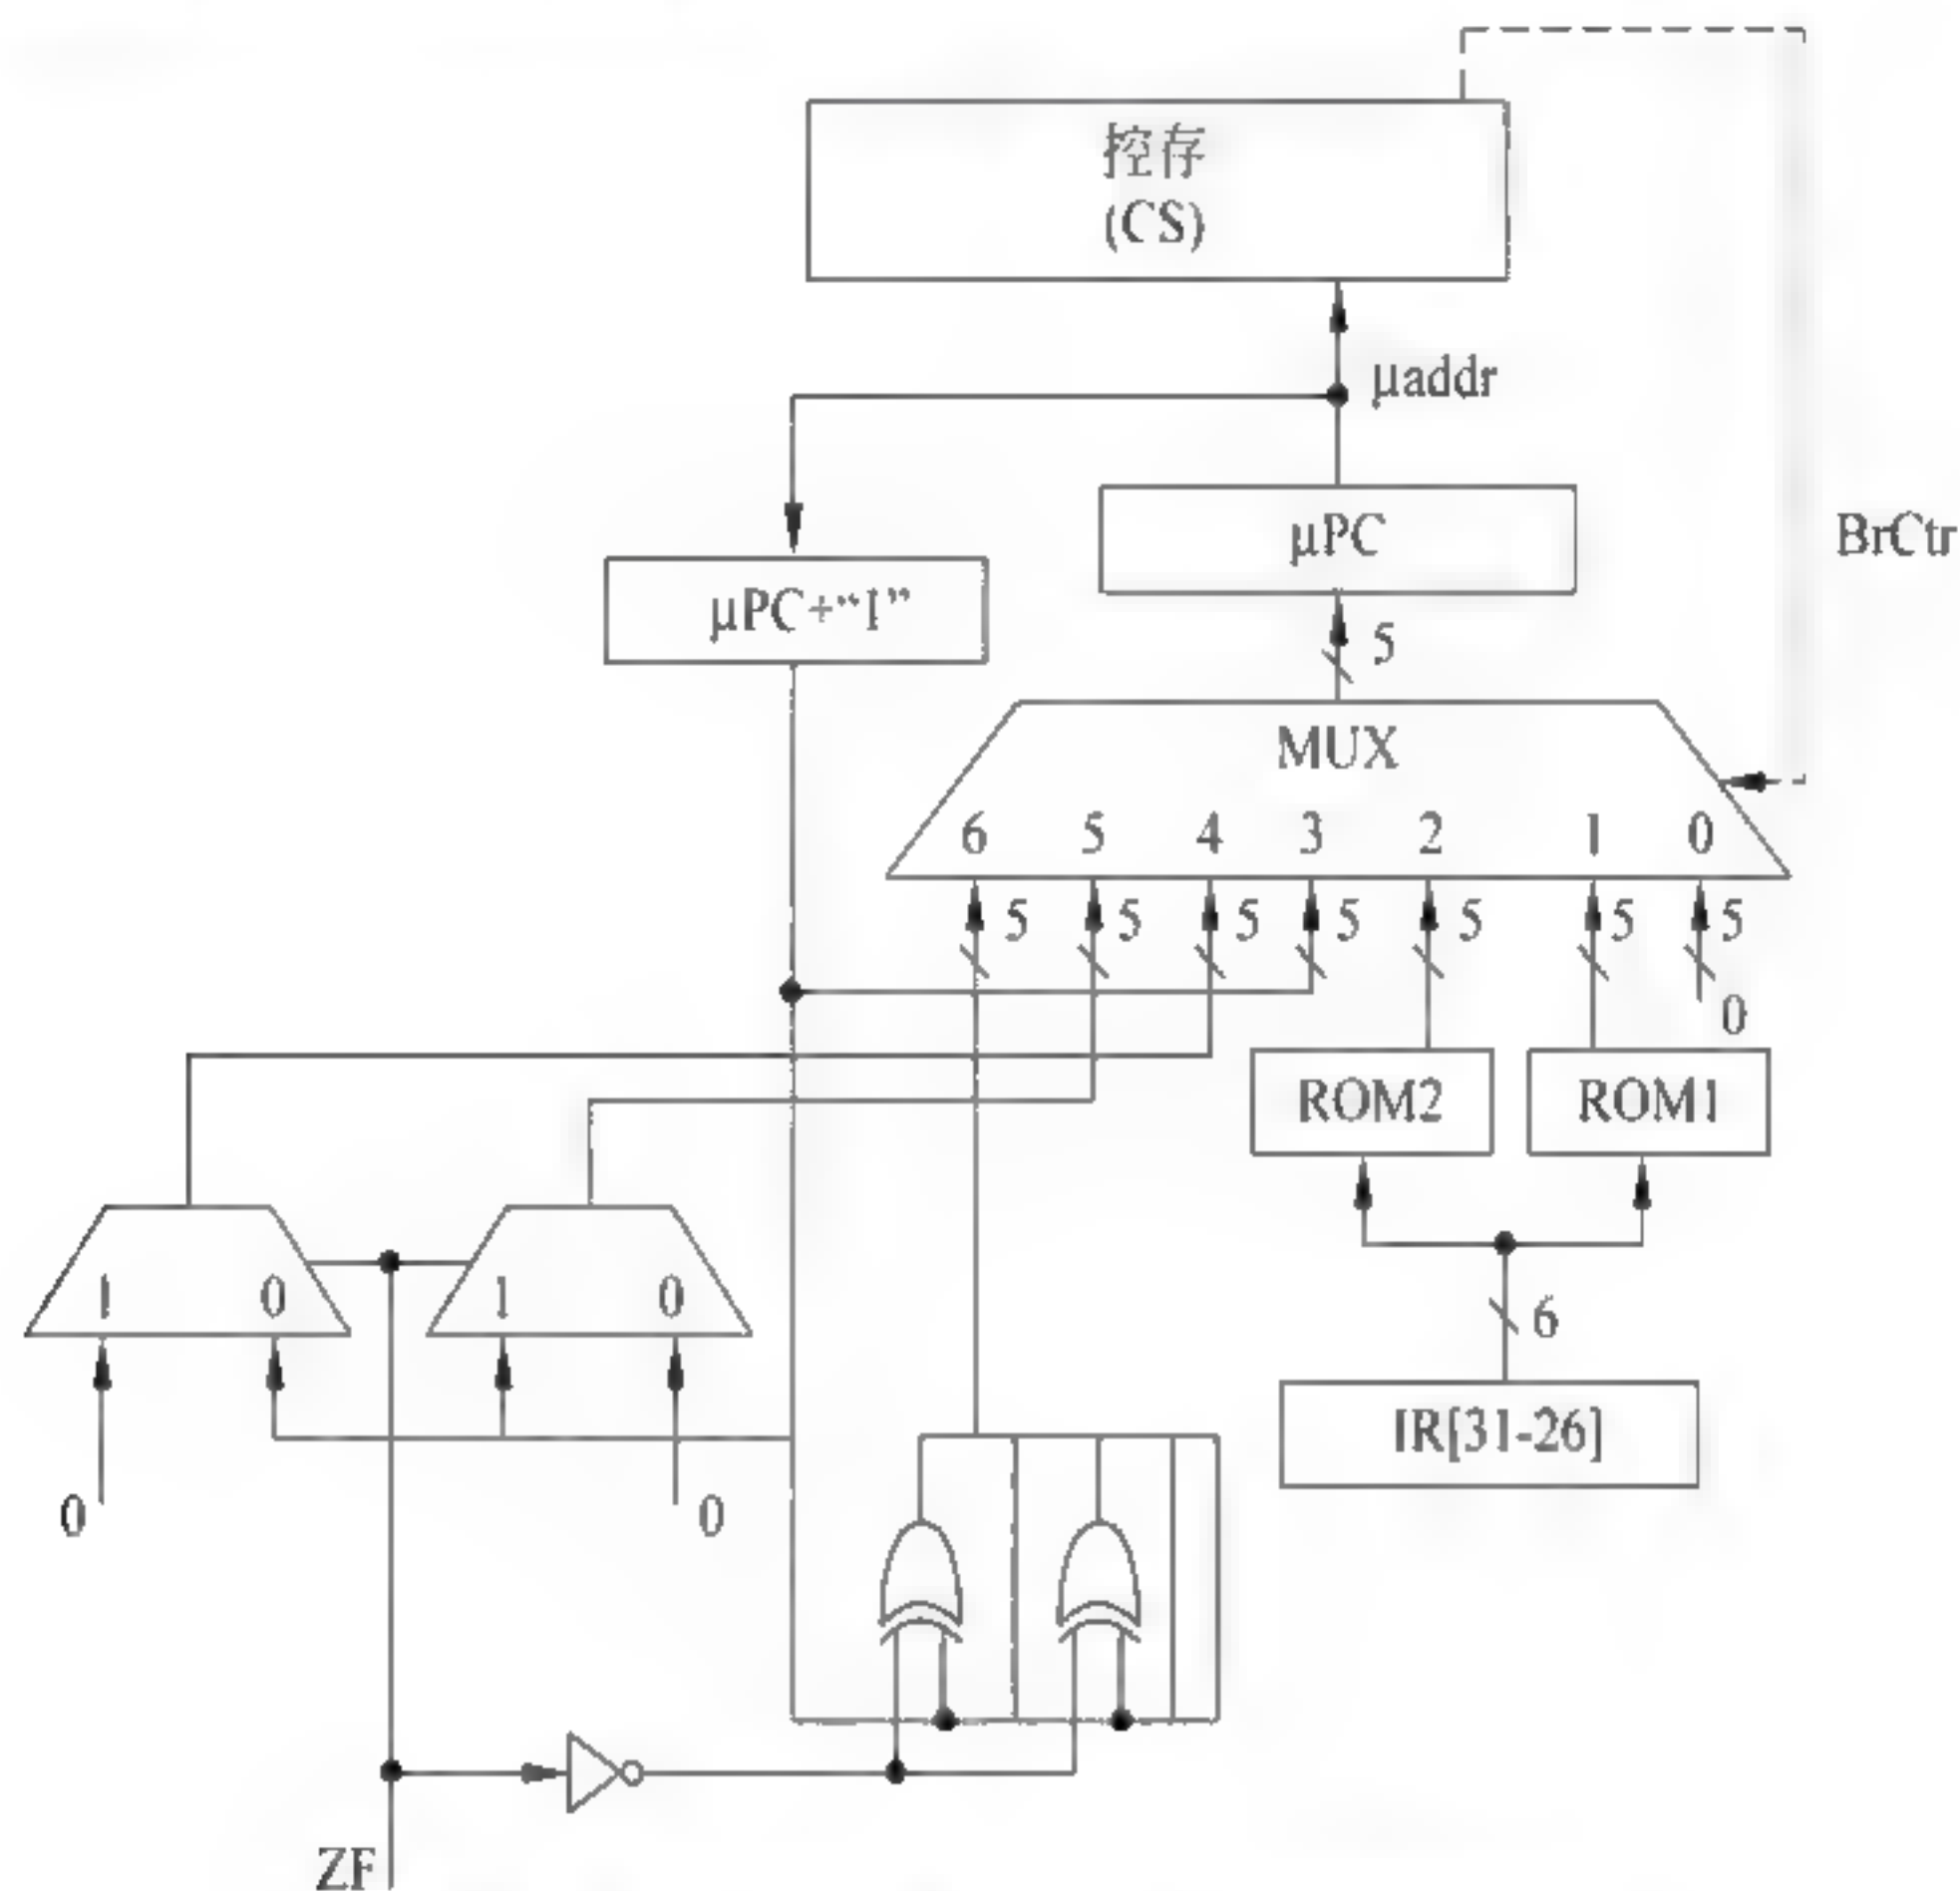 控存
(CS)
μaddr
μPC
BrCtr
μPC+“1”
5
MUX
6 5 4 3 2 1 0
5 5 5 5 5 5 5
0
ROM2 ROM1
1 0 1 0
6
IR[31-26]
0 0
ZF